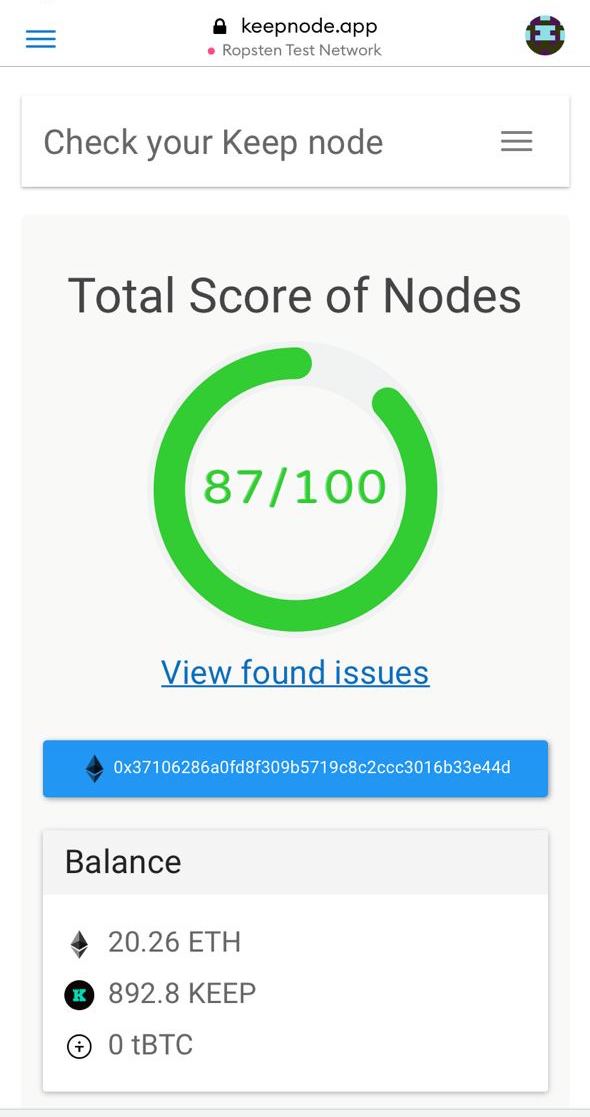 keepnode.app
Ropsten Test Network
Check your Keep node
Total Score of Nodes
87/100
View found issues
0x37106286a0fd8f309b5719c8c2ccc3016b33e44d
Balance
20.26 ETH
892.8 KEEP
0 tBTC